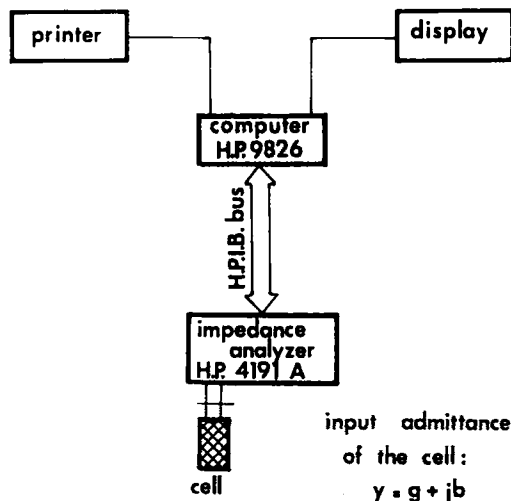 printer
display
computer
H.P. 9826
H.P.I.B. bus
impedance
analyzer
H.P. 4191 A
cell
input admittance
of the cell:
y = g + jb